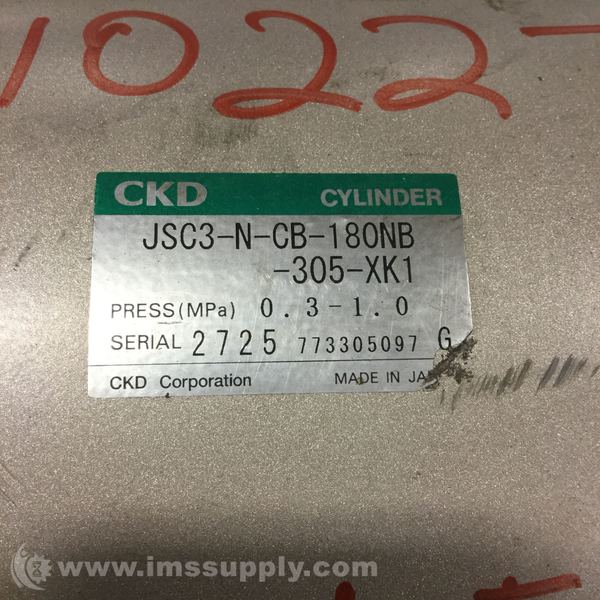 1022-
CKD CYLINDER
JSC3-N-CB-180NB
-305-XK1
PRESS(MPa) 0.3-1.0
SERIAL 2725 773305097 G
CKD Corporation MADE IN JA
www.imssupply.com